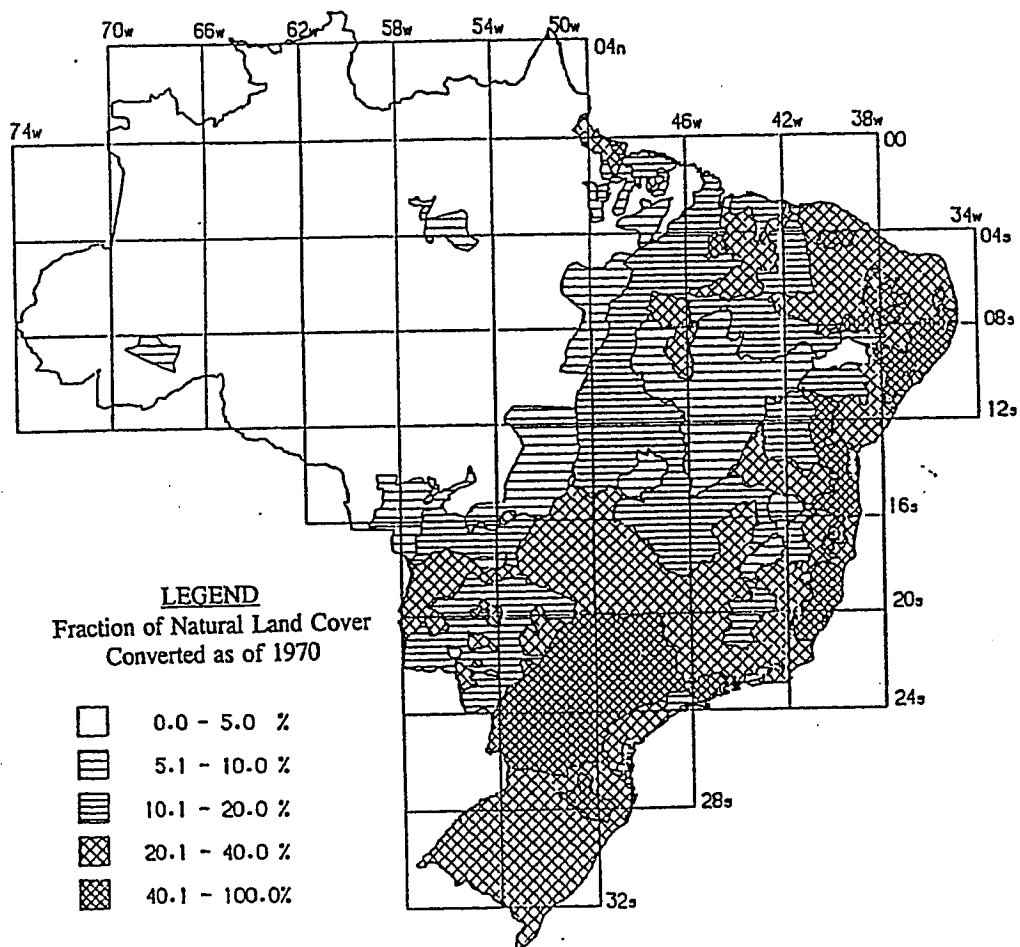 70w 66w 62w 58w 54w 50w
04n
74w 46w 42w 38w
00
34w
04s
08s
12s
16s
20s
24s
28s
32s
LEGEND
Fraction of Natural Land Cover
Converted as of 1970
0.0 - 5.0 %
5.1 - 10.0 %
10.1 - 20.0 %
20.1 - 40.0 %
40.1 - 100.0%